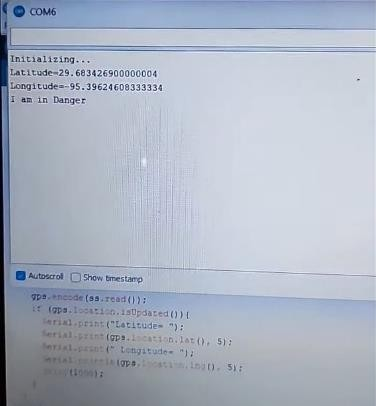 COM6
Initializing...
Latitude=29.683426900000004
Longitude=-95.39624608333334
I am in Danger
Autoscroll Show timestamp
gps.encode(ss.read());
if (gps.location.isUpdated()){
Serial.print("Latitude= ");
Serial.print(gps.location.lat(), 5);
Serial.print(" Longitude= ");
Serial.println(gps.location.lng(), 5);
(1000);
}